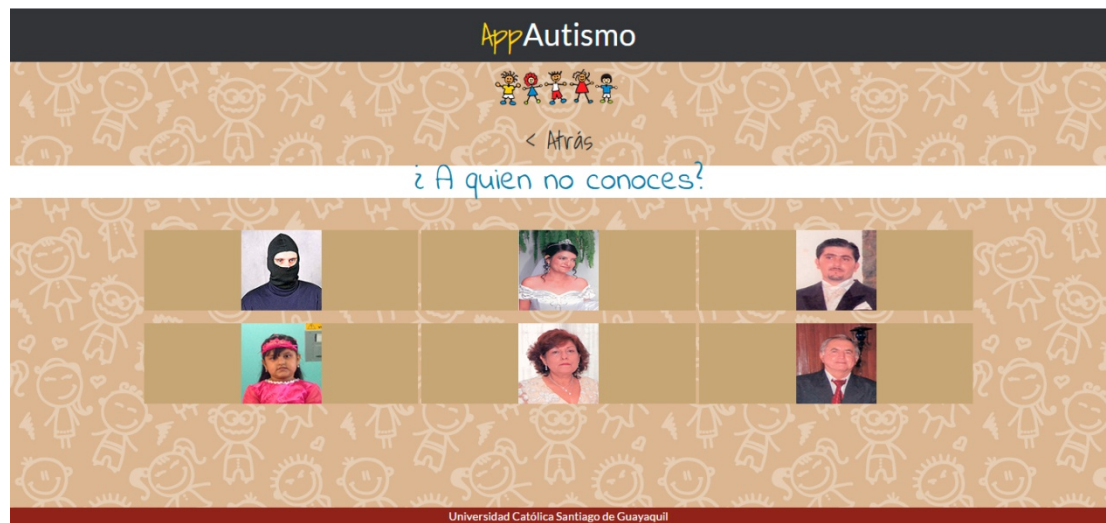 AppAutismo
< Atrás
¿ A quien no conoces?
Universidad Católica Santiago de Guayaquil